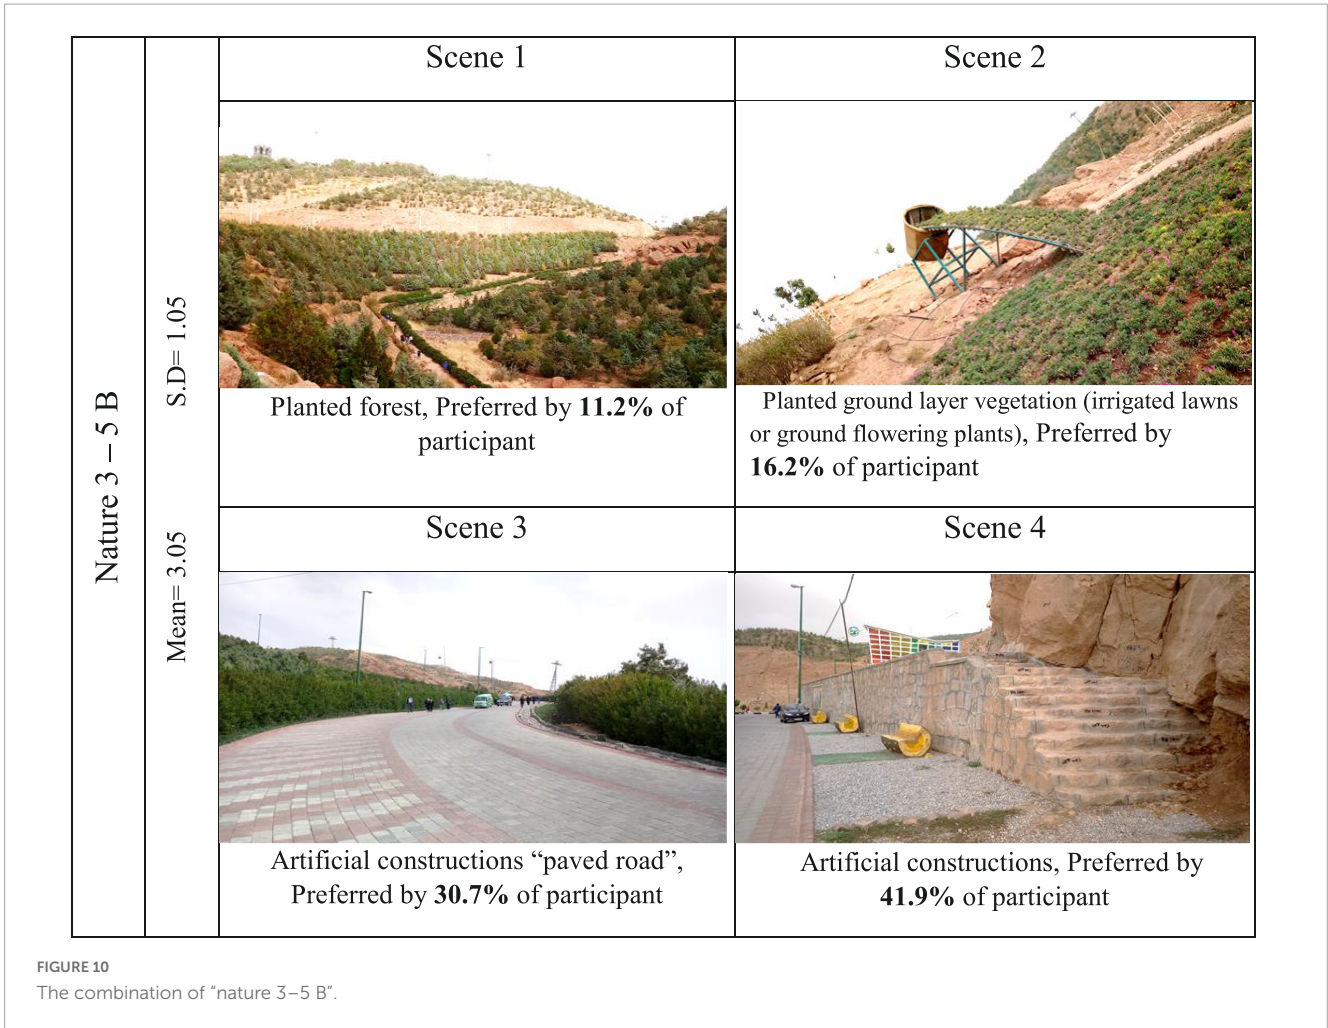 Scene 1
Scene 2
Nature 3 – 5 B
Mean= 3.05
S.D= 1.05
Planted forest, Preferred by 11.2% of
participant
Planted ground layer vegetation (irrigated lawns
or ground flowering plants), Preferred by
16.2% of participant
Scene 3
Scene 4
Artificial constructions “paved road”,
Preferred by 30.7% of participant
Artificial constructions, Preferred by
41.9% of participant
FIGURE 10
The combination of “nature 3–5 B”.